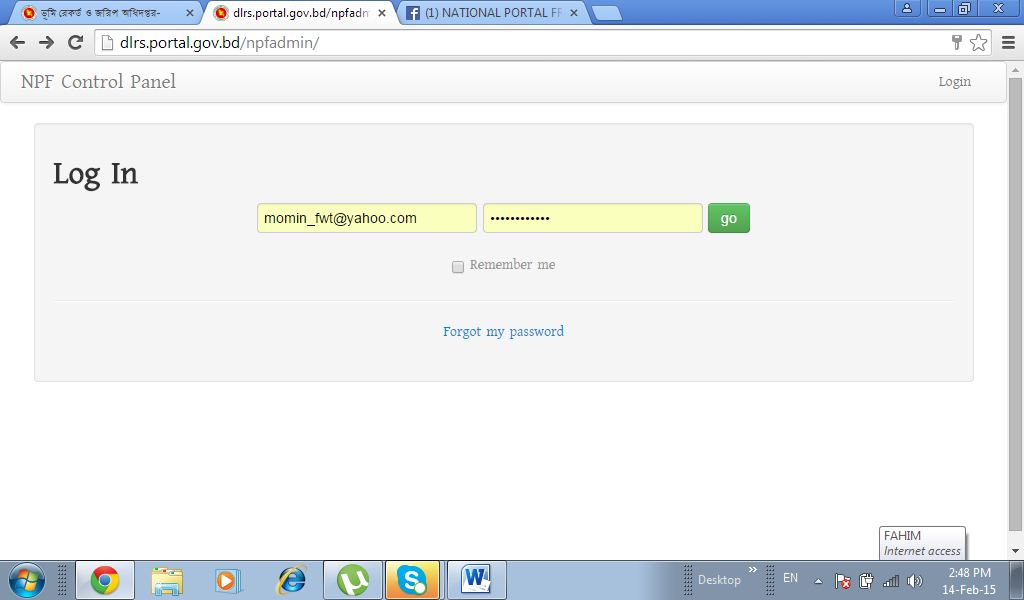 ভূমি রেকর্ড ও জরিপ অধিদপ্তর-
dlrs.portal.gov.bd/npfadm
(1) NATIONAL PORTAL FR
dlrs.portal.gov.bd/npfadmin/
NPF Control Panel
Login
Log In
momin_fwt@yahoo.com
••••••••••••
go
Remember me
Forgot my password
FAHIM
Internet access
Desktop
EN
2:48 PM
14-Feb-15